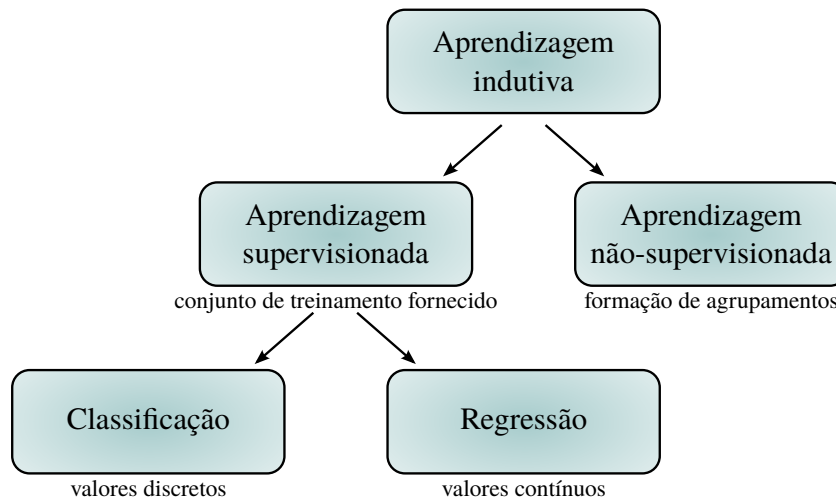 Aprendizagem
indutiva
Aprendizagem
supervisionada
conjunto de treinamento fornecido
Aprendizagem
não-supervisionada
formação de agrupamentos
Classificação
valores discretos
Regressão
valores contínuos